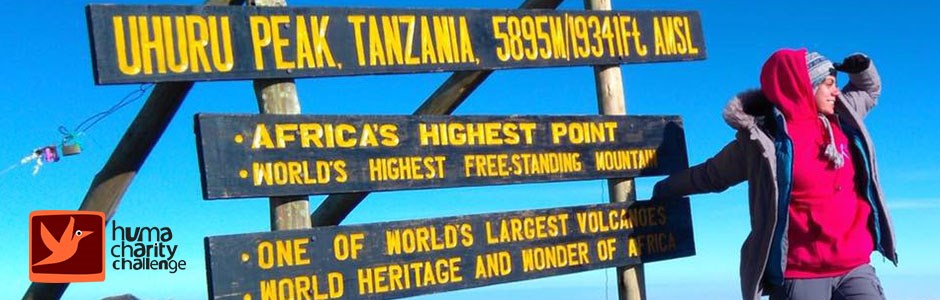 UHURU PEAK, TANZANIA, 5895M/19341Ft AMSL
• AFRICA'S HIGHEST POINT
• WORLD'S HIGHEST FREE-STANDING MOUNTAIN
• ONE OF WORLD'S LARGEST VOLCANOES
• WORLD HERITAGE AND WONDER OF AFRICA
huma
charity
challenge